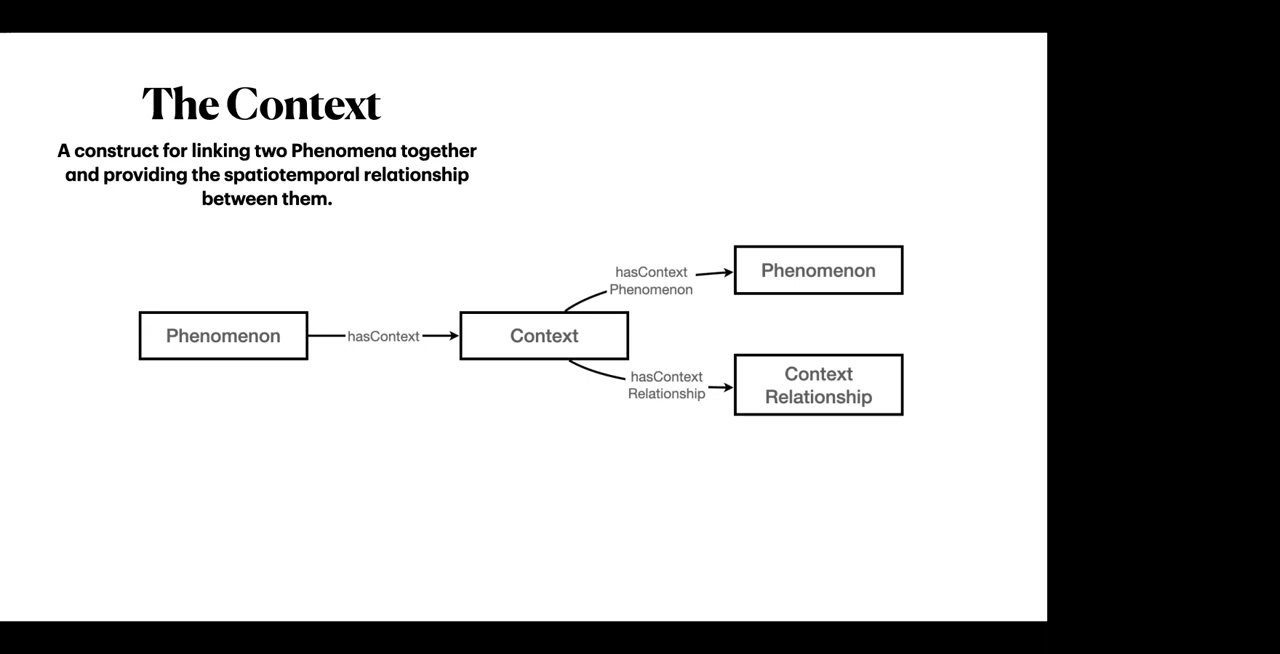 The Context
A construct for linking two Phenomena together
and providing the spatiotemporal relationship
between them.
Phenomenon
hasContext
Context
hasContext
Phenomenon
Phenomenon
hasContext
Relationship
Context
Relationship